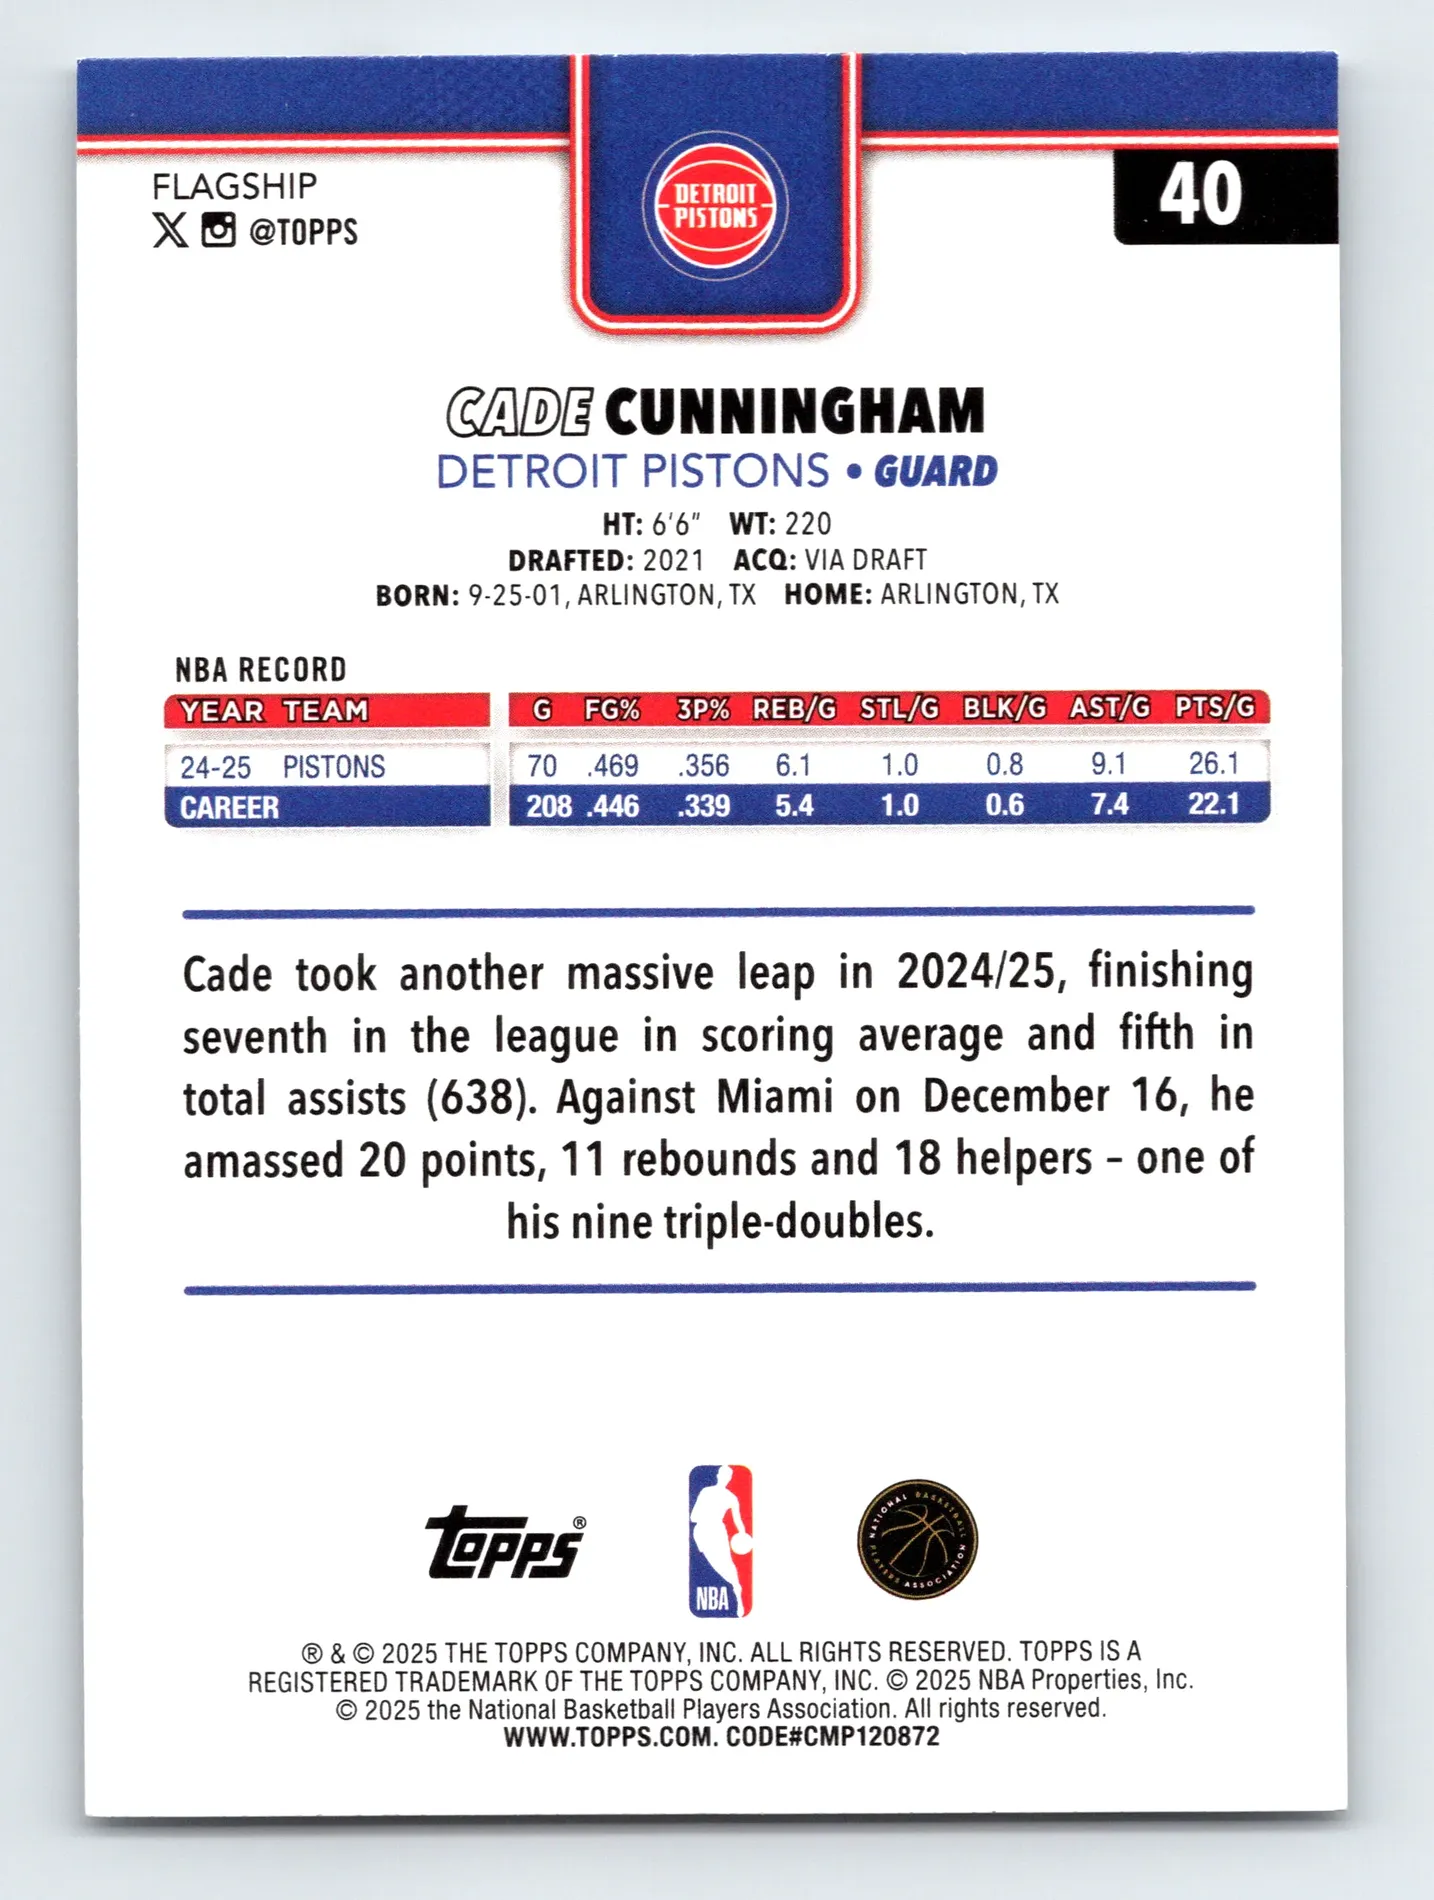 FLAGSHIP
@TOPPS
DETROIT
PISTONS
40
CADE CUNNINGHAM
DETROIT PISTONS • GUARD
HT: 6'6" WT: 220
DRAFTED: 2021 ACQ: VIA DRAFT
BORN: 9-25-01, ARLINGTON, TX HOME: ARLINGTON, TX
NBA RECORD
YEAR TEAM G FG% 3P% REB/G STL/G BLK/G AST/G PTS/G
24-25 PISTONS 70 .469 .356 6.1 1.0 0.8 9.1 26.1
CAREER 208 .446 .339 5.4 1.0 0.6 7.4 22.1
Cade took another massive leap in 2024/25, finishing
seventh in the league in scoring average and fifth in
total assists (638). Against Miami on December 16, he
amassed 20 points, 11 rebounds and 18 helpers – one of
his nine triple-doubles.
TOPPS®
NBA
NATIONAL BASKETBALL PLAYERS ASSOCIATION
® & © 2025 THE TOPPS COMPANY, INC. ALL RIGHTS RESERVED. TOPPS IS A
REGISTERED TRADEMARK OF THE TOPPS COMPANY, INC. © 2025 NBA Properties, Inc.
© 2025 the National Basketball Players Association. All rights reserved.
WWW.TOPPS.COM. CODE#CMP120872